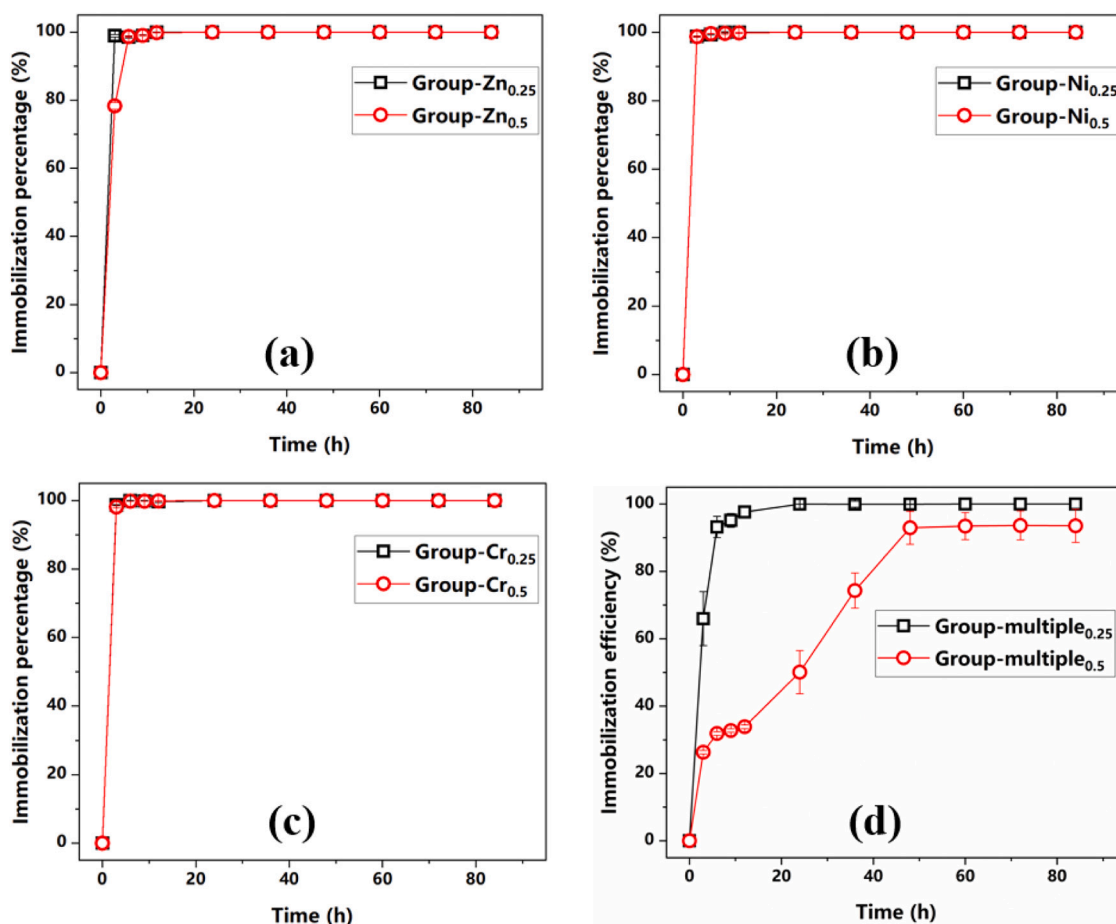 Immobilization percentage (%)
100
80
60
40
20
0
Group-Zn0.25
Group-Zn0.5
(a)
0 20 40 60 80
Time (h)
Immobilization percentage (%)
100
80
60
40
20
0
Group-Ni0.25
Group-Ni0.5
(b)
0 20 40 60 80
Time (h)
Immobilization percentage (%)
100
80
60
40
20
0
Group-Cr0.25
Group-Cr0.5
(c)
0 20 40 60 80
Time (h)
Immobilization efficiency (%)
100
80
60
40
20
0
Group-multiple0.25
Group-multiple0.5
(d)
0 20 40 60 80
Time (h)